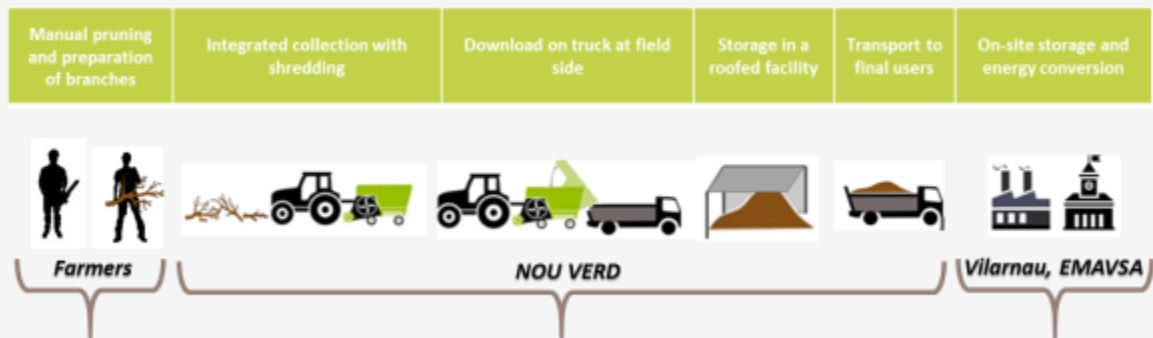 Manual pruning
and preparation
of branches
Integrated collection with
shredding
Download on truck at field
side
Storage in a
roofed facility
Transport to
final users
On-site storage and
energy conversion
Farmers
NOU VERD
Vilarnau, EMAVSA